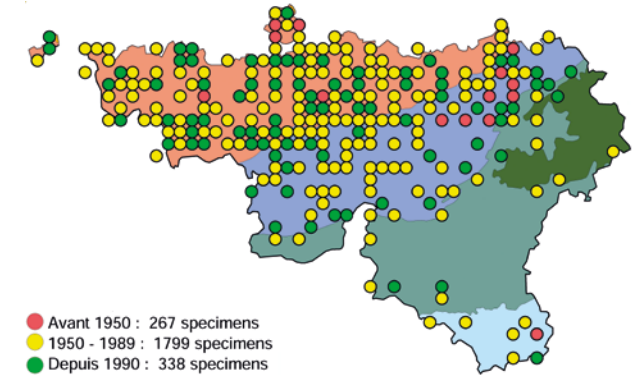 Avant 1950 : 267 specimens
1950 - 1989 : 1799 specimens
Depuis 1990 : 338 specimens